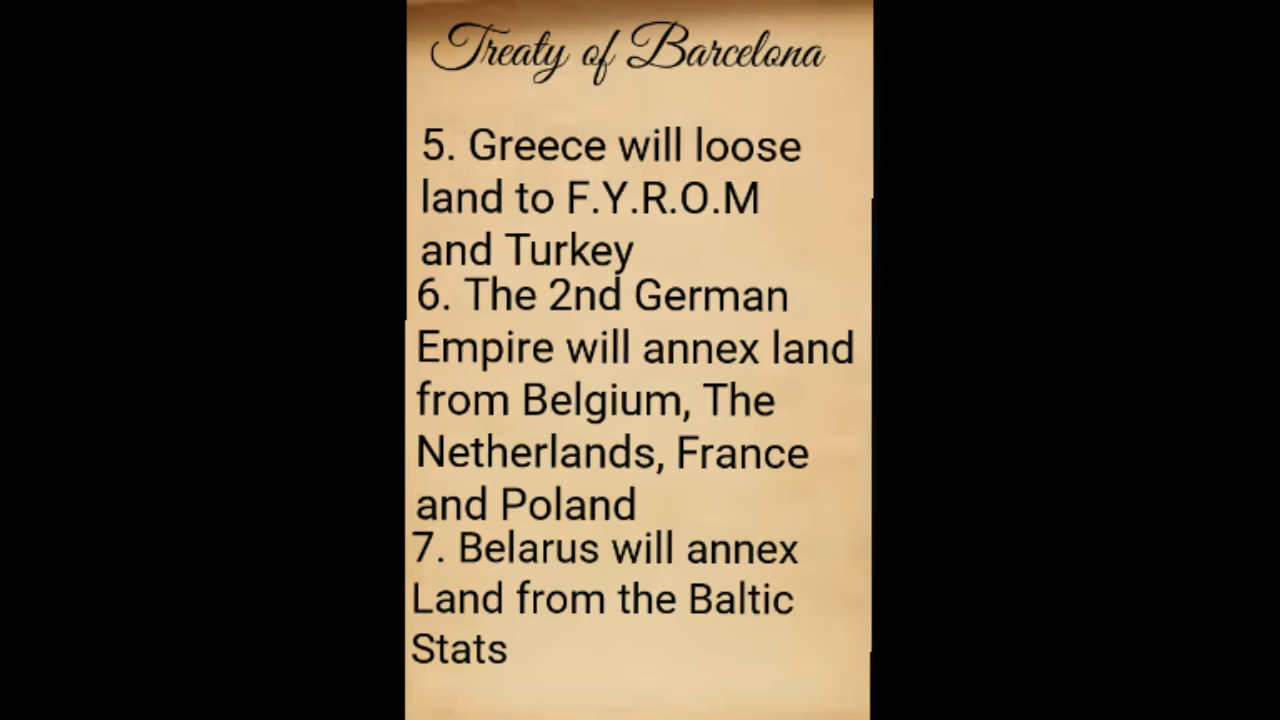 Treaty of Barcelona
5. Greece will loose
land to F.Y.R.O.M
and Turkey
6. The 2nd German
Empire will annex land
from Belgium, The
Netherlands, France
and Poland
7. Belarus will annex
Land from the Baltic
Stats